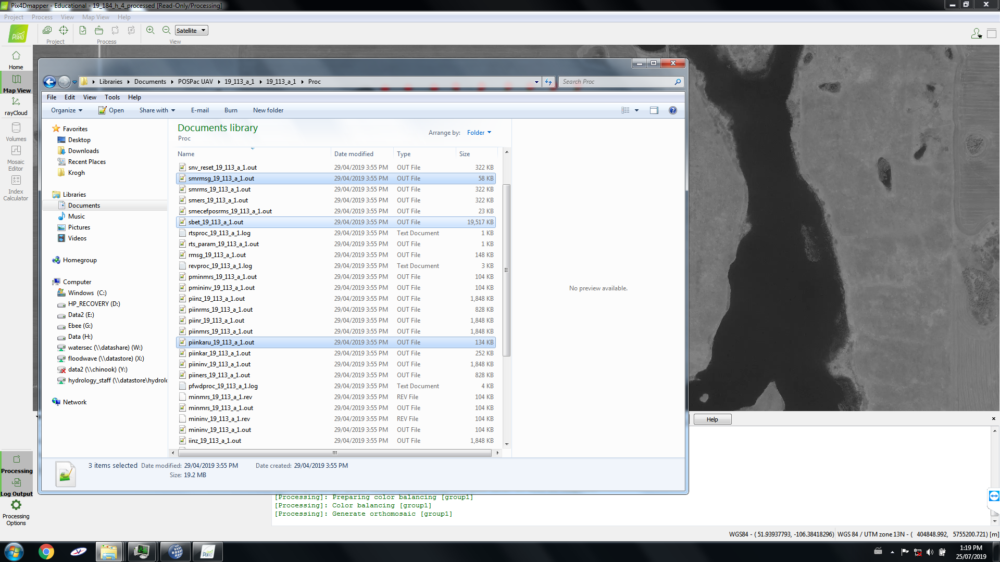 Pix4Dmapper - Educational - 19_184_h_4_processed [Read-Only/Processing]
Project Process View Map View Help
PIX4D
Satellite
Project Process View
Home
Map View
rayCloud
Volumes
Mosaic
Editor
Index
Calculator
Processing
Log Output
Processing
Options
Libraries Documents POSPac UAV 19_113_a_1 19_113_a_1 Proc
Search Proc
File Edit View Tools Help
Organize Open Share with E-mail Burn New folder
Favorites
Desktop
Downloads
Recent Places
Krogh
Libraries
Documents
Music
Pictures
Videos
Homegroup
Computer
Windows (C:)
HP_RECOVERY (D:)
Data2 (E:)
Ebee (G:)
Data (H:)
watersec (\\datashare) (W:)
floodwave (\\datastore) (X:)
data2 (\\chinook) (Y:)
hydrology_staff (\\datastore\hydrolo
Network
Documents library
Proc
Arrange by: Folder
Name Date modified Type Size
snv_reset_19_113_a_1.out 29/04/2019 3:55 PM OUT File 322 KB
smrmsg_19_113_a_1.out 29/04/2019 3:55 PM OUT File 58 KB
smrms_19_113_a_1.out 29/04/2019 3:55 PM OUT File 322 KB
smers_19_113_a_1.out 29/04/2019 3:55 PM OUT File 322 KB
smecefposrms_19_113_a_1.out 29/04/2019 3:55 PM OUT File 23 KB
sbet_19_113_a_1.out 29/04/2019 3:55 PM OUT File 19,517 KB
rtsproc_19_113_a_1.log 29/04/2019 3:55 PM Text Document 1 KB
rts_param_19_113_a_1.out 29/04/2019 3:55 PM OUT File 1 KB
rmsg_19_113_a_1.out 29/04/2019 3:55 PM OUT File 148 KB
revproc_19_113_a_1.log 29/04/2019 3:55 PM Text Document 3 KB
pminmrs_19_113_a_1.out 29/04/2019 3:55 PM OUT File 104 KB
pmininv_19_113_a_1.out 29/04/2019 3:55 PM OUT File 104 KB
piinz_19_113_a_1.out 29/04/2019 3:55 PM OUT File 1,848 KB
piinrms_19_113_a_1.out 29/04/2019 3:55 PM OUT File 828 KB
piinr_19_113_a_1.out 29/04/2019 3:55 PM OUT File 1,848 KB
piinmrs_19_113_a_1.out 29/04/2019 3:55 PM OUT File 1,848 KB
piinkaru_19_113_a_1.out 29/04/2019 3:55 PM OUT File 134 KB
piinkar_19_113_a_1.out 29/04/2019 3:55 PM OUT File 252 KB
piininv_19_113_a_1.out 29/04/2019 3:55 PM OUT File 1,848 KB
piiners_19_113_a_1.out 29/04/2019 3:55 PM OUT File 828 KB
pfwdproc_19_113_a_1.log 29/04/2019 3:55 PM Text Document 4 KB
minmrs_19_113_a_1.rev 29/04/2019 3:55 PM REV File 104 KB
minmrs_19_113_a_1.out 29/04/2019 3:55 PM OUT File 104 KB
mininv_19_113_a_1.rev 29/04/2019 3:55 PM REV File 104 KB
mininv_19_113_a_1.out 29/04/2019 3:55 PM OUT File 104 KB
iinz_19_113_a_1.out 29/04/2019 3:55 PM OUT File 1,848 KB
No preview available.
3 items selected Date modified: 29/04/2019 3:55 PM Date created: 29/04/2019 3:55 PM
Size: 19.2 MB
Help
[Processing]: Preparing color balancing [group1]
[Processing]: Color balancing [group1]
[Processing]: Generate orthomosaic [group1]
WGS84 - ( 51.93937793, -106.38418296) WGS 84 / UTM zone 13N - ( 404848.992, 5755200.721) [m]
PIX4D
1:19 PM
25/07/2019